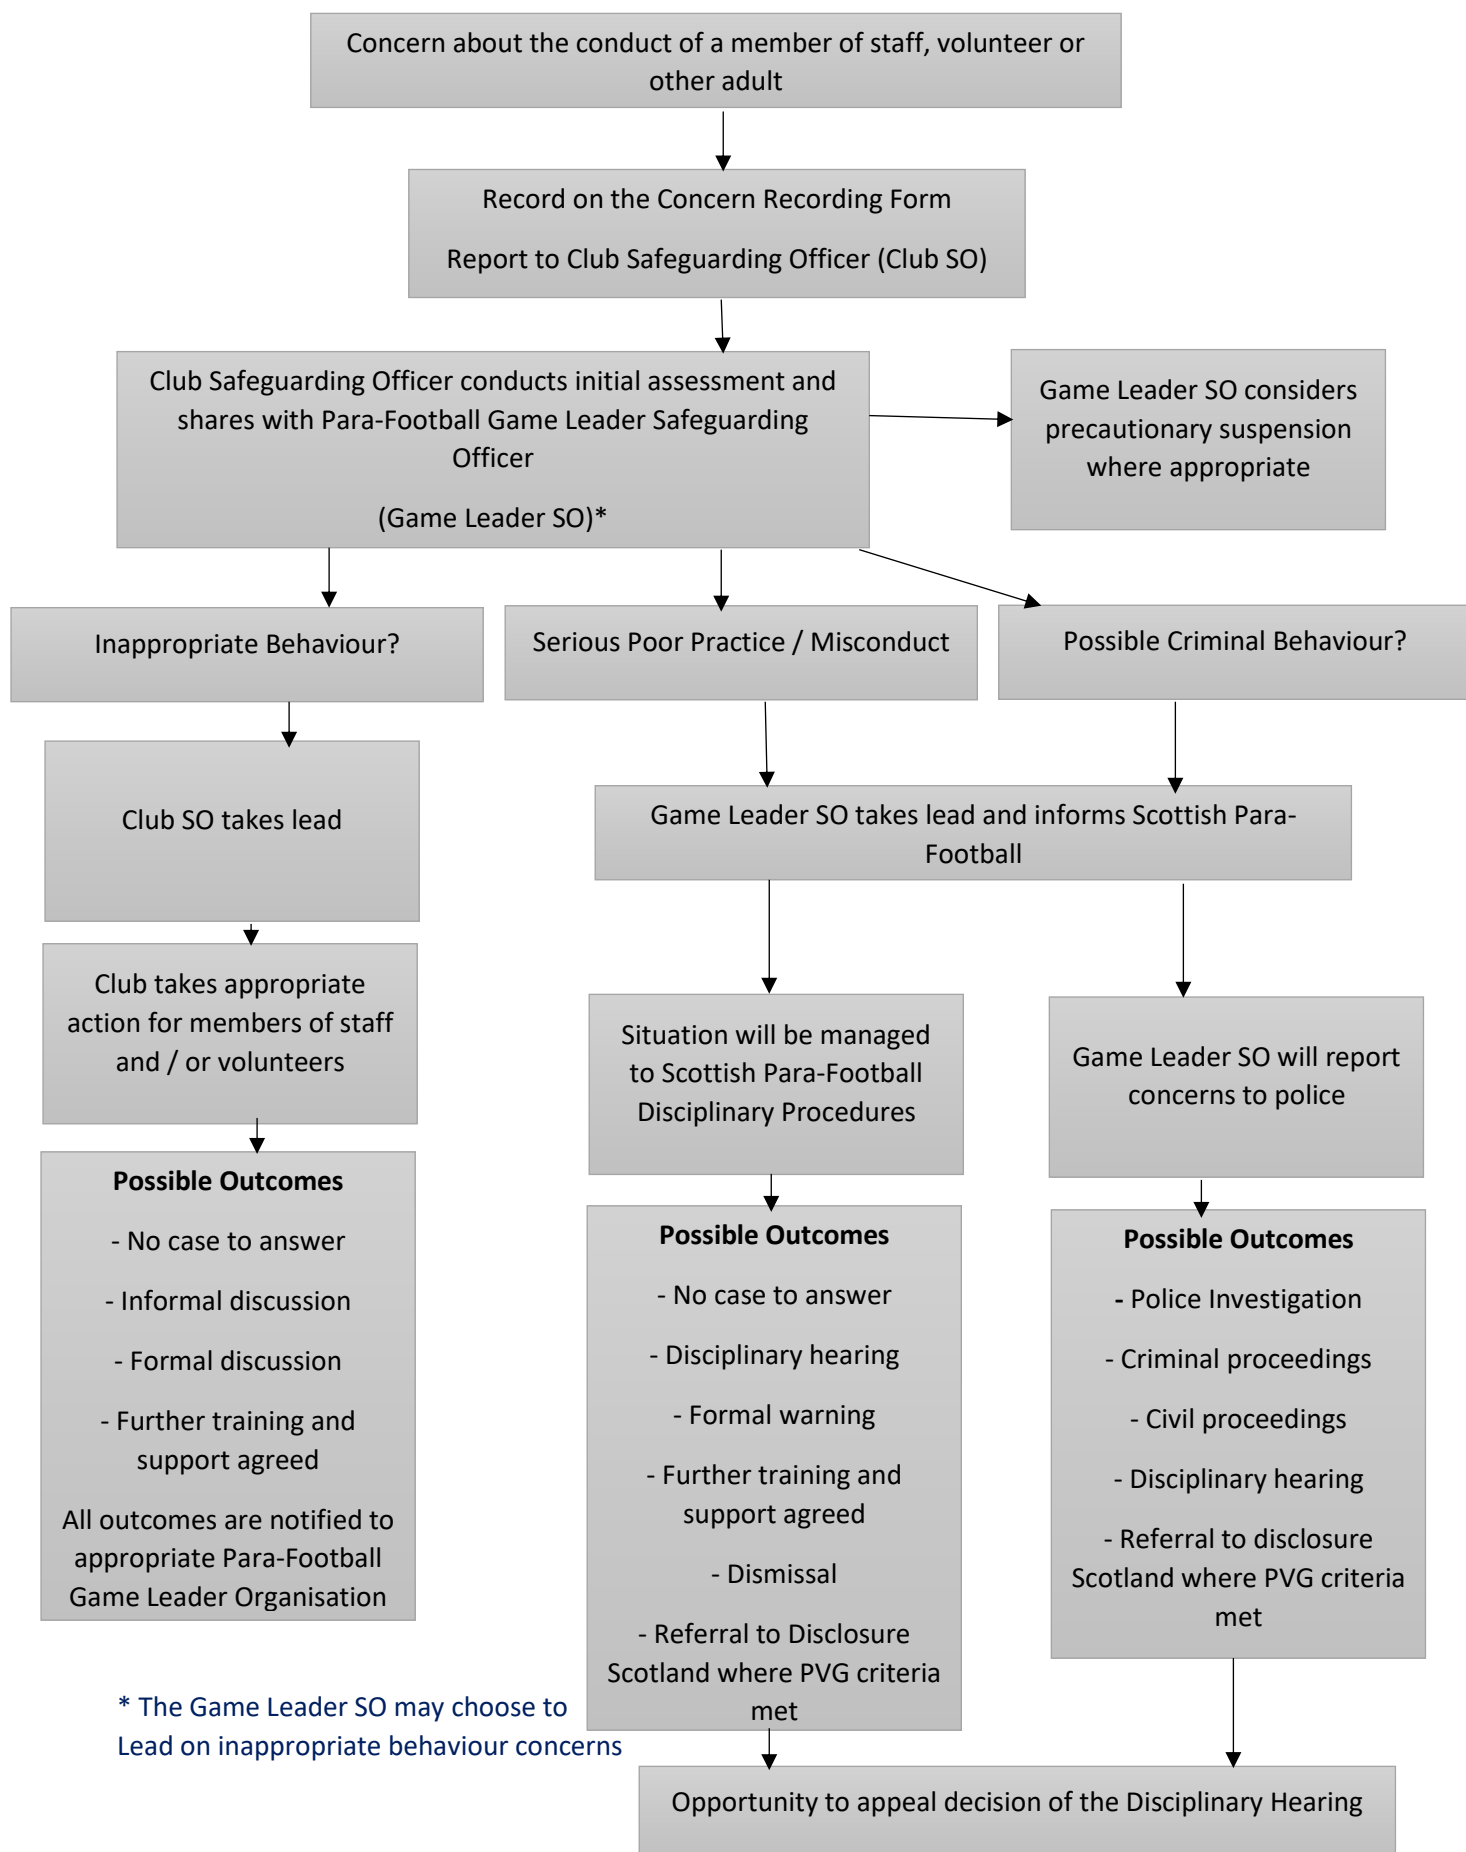 Concern about the conduct of a member of staff, volunteer or
other adult
Record on the Concern Recording Form
Report to Club Safeguarding Officer (Club SO)
Club Safeguarding Officer conducts initial assessment and
shares with Para-Football Game Leader Safeguarding
Officer
(Game Leader SO)*
Game Leader SO considers
precautionary suspension
where appropriate
Inappropriate Behaviour?
Serious Poor Practice / Misconduct
Possible Criminal Behaviour?
Club SO takes lead
Game Leader SO takes lead and informs Scottish Para-
Football
Club takes appropriate
action for members of staff
and / or volunteers
Situation will be managed
to Scottish Para-Football
Disciplinary Procedures
Game Leader SO will report
concerns to police
Possible Outcomes
- No case to answer
- Informal discussion
- Formal discussion
- Further training and
support agreed
All outcomes are notified to
appropriate Para-Football
Game Leader Organisation
Possible Outcomes
- No case to answer
- Disciplinary hearing
- Formal warning
- Further training and
support agreed
- Dismissal
- Referral to Disclosure
Scotland where PVG criteria
met
Possible Outcomes
- Police Investigation
- Criminal proceedings
- Civil proceedings
- Disciplinary hearing
- Referral to disclosure
Scotland where PVG criteria
met
* The Game Leader SO may choose to
Lead on inappropriate behaviour concerns
Opportunity to appeal decision of the Disciplinary Hearing